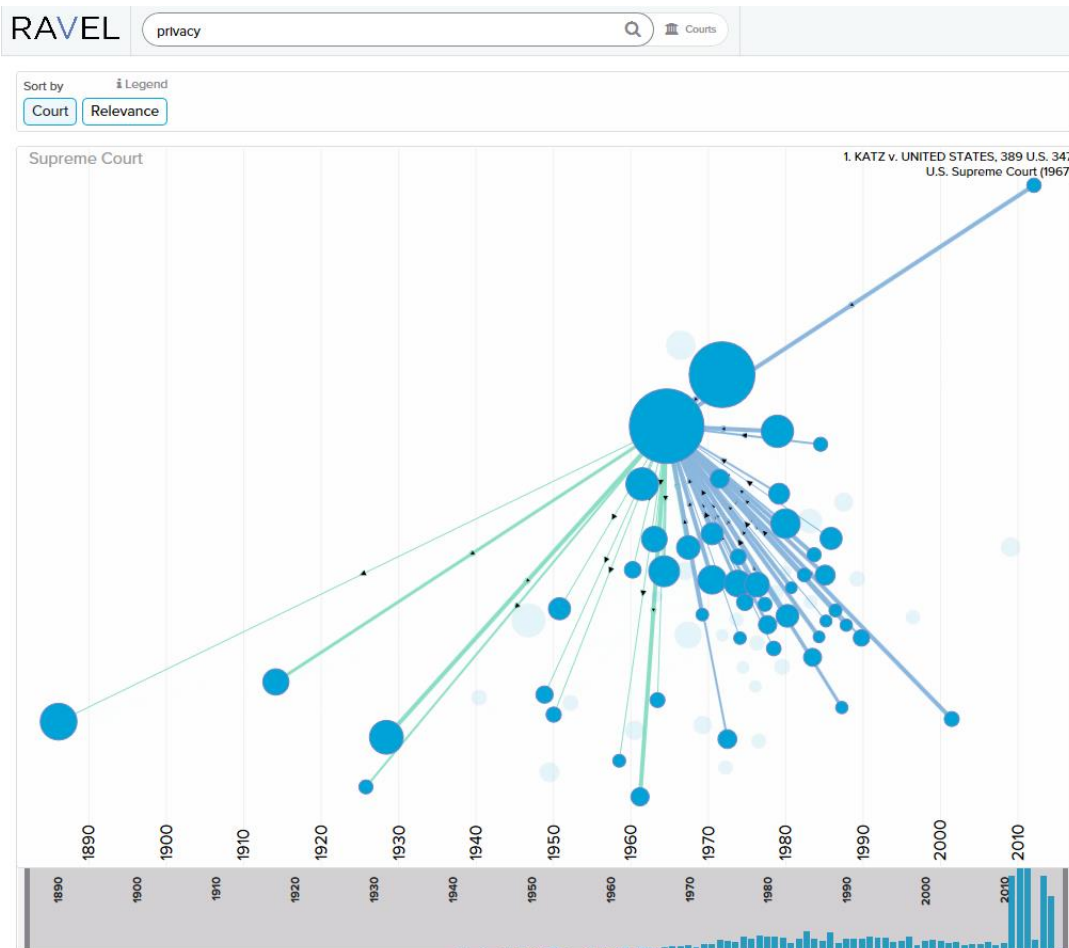 RAVEL
privacy
Courts
Sort by
Legend
Court
Relevance
Supreme Court
1. KATZ v. UNITED STATES, 389 U.S. 347
U.S. Supreme Court (1967
1890 1900 1910 1920 1930 1940 1950 1960 1970 1980 1990 2000 2010
1890 1900 1910 1920 1930 1940 1950 1960 1970 1980 1990 2000 2010